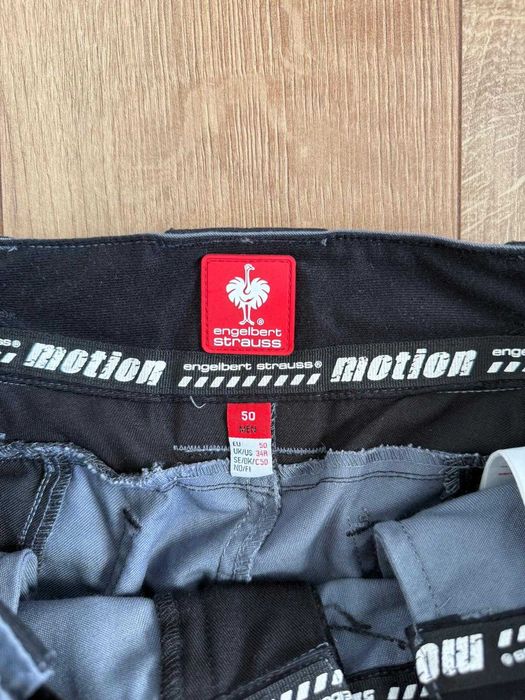 ®
engelbert
strauss
motion engelbert strauss® motion engelbert strauss®
50
MEN
EU 50
UK/US 34R
SE/DK/ C50
NO/FI